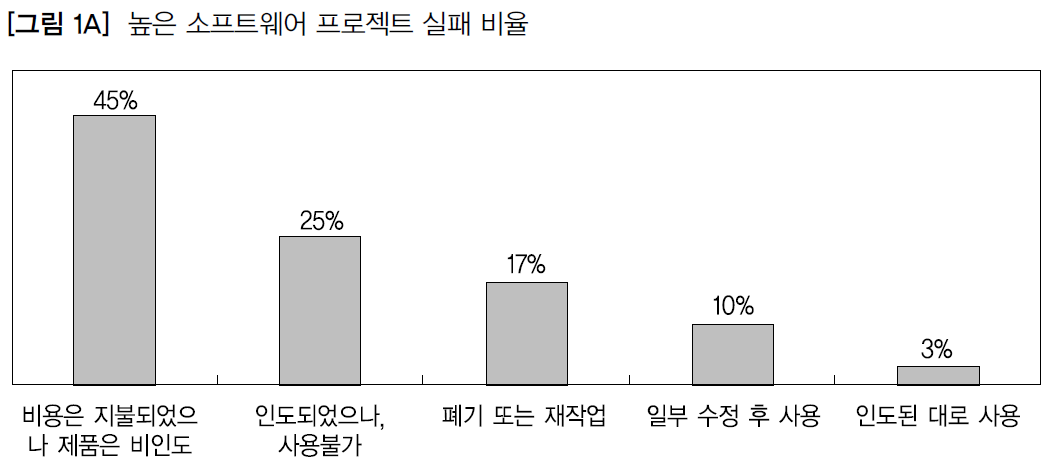 [그림 1A] 높은 소프트웨어 프로젝트 실패 비율
45%
25%
17%
10%
3%
비용은 지불되었으
나 제품은 비인도
인도되었으나,
사용불가
폐기 또는 재작업
일부 수정 후 사용
인도된 대로 사용